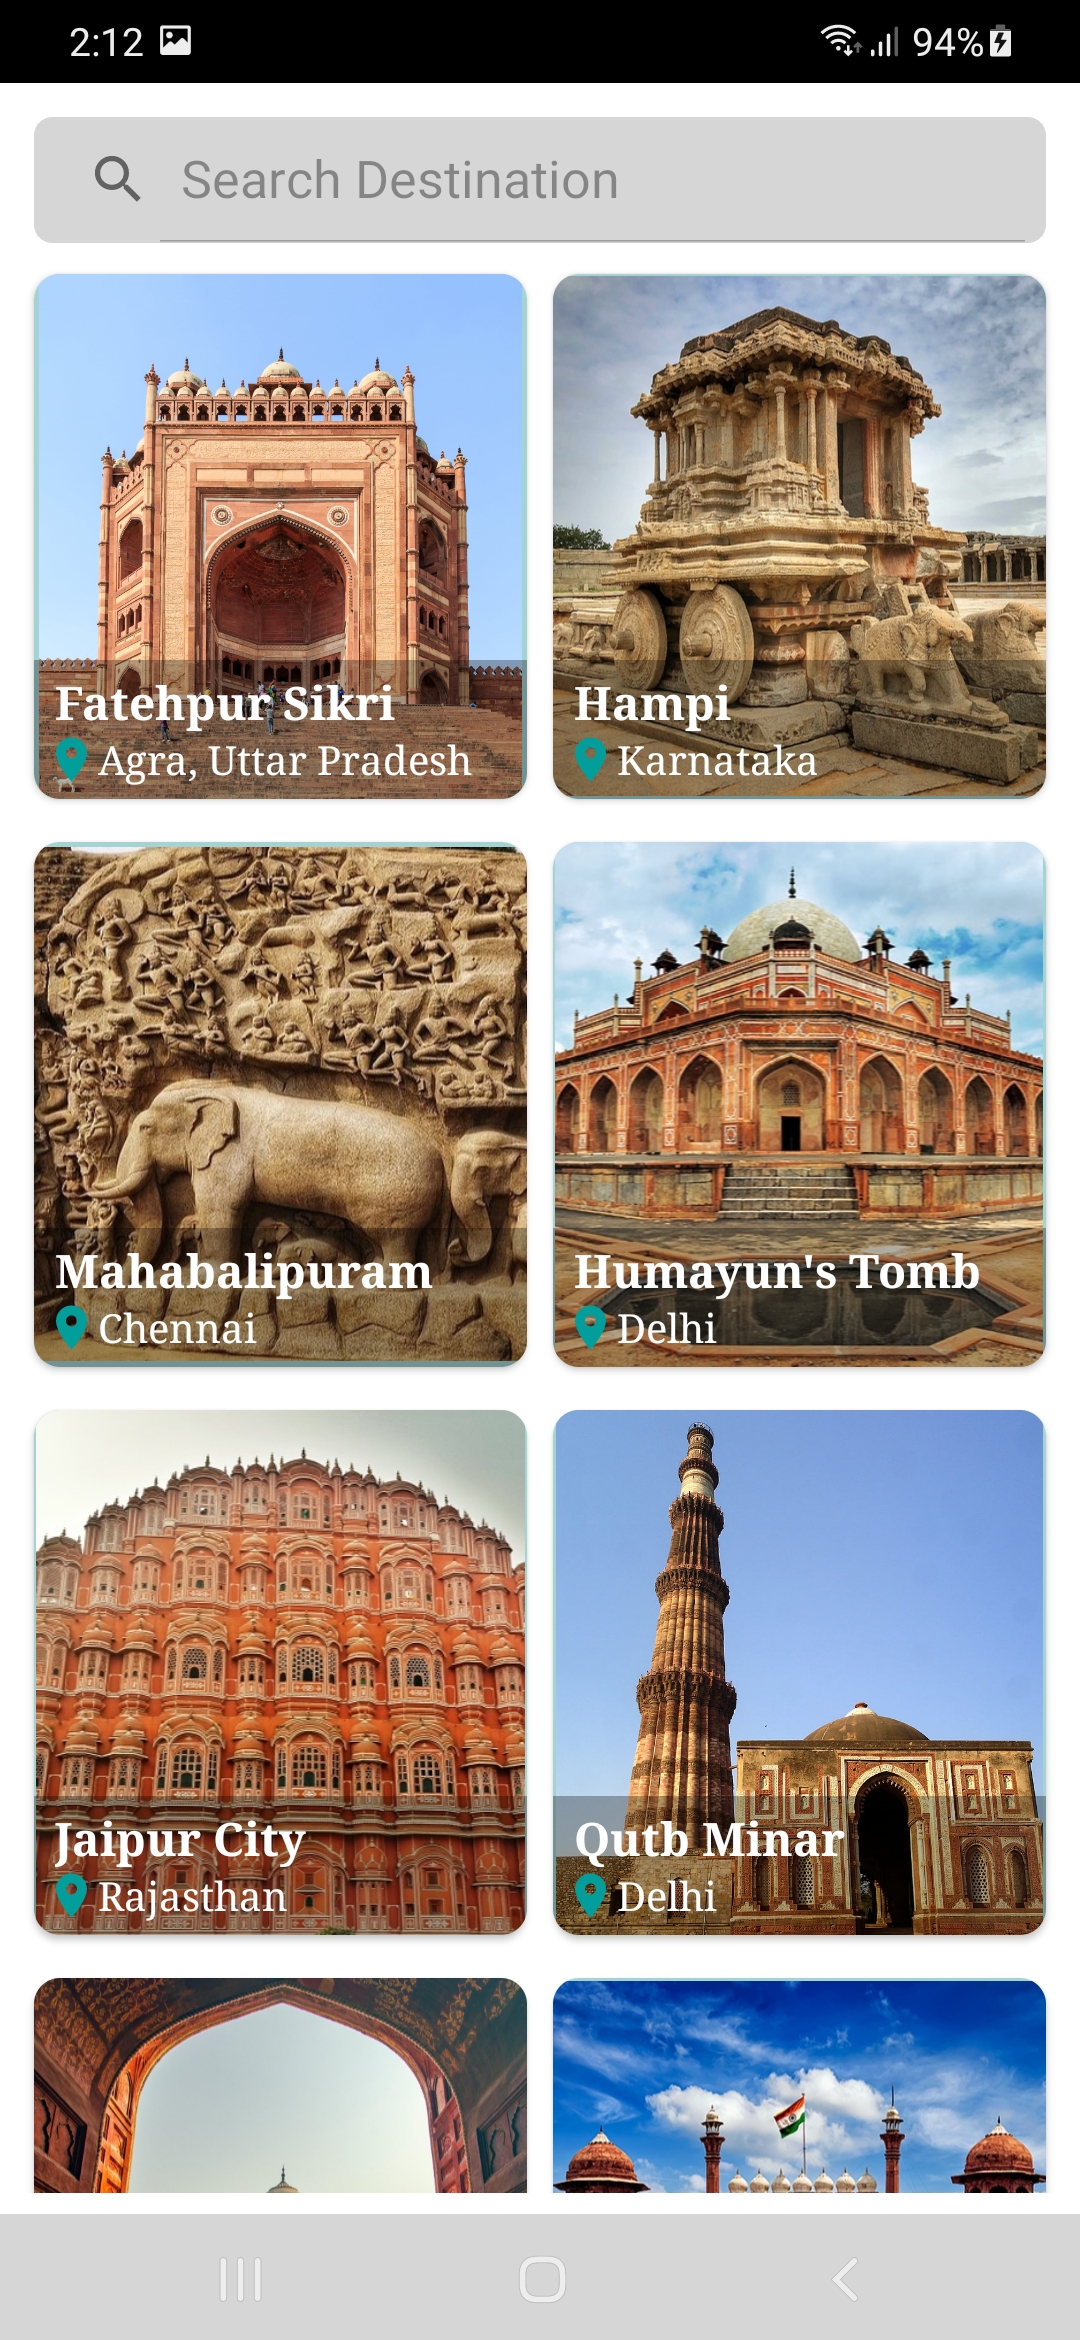 2:12 94%
Search Destination
Fatehpur Sikri
Agra, Uttar Pradesh
Hampi
Karnataka
Mahabalipuram
Chennai
Humayun's Tomb
Delhi
Jaipur City
Rajasthan
Qutb Minar
Delhi